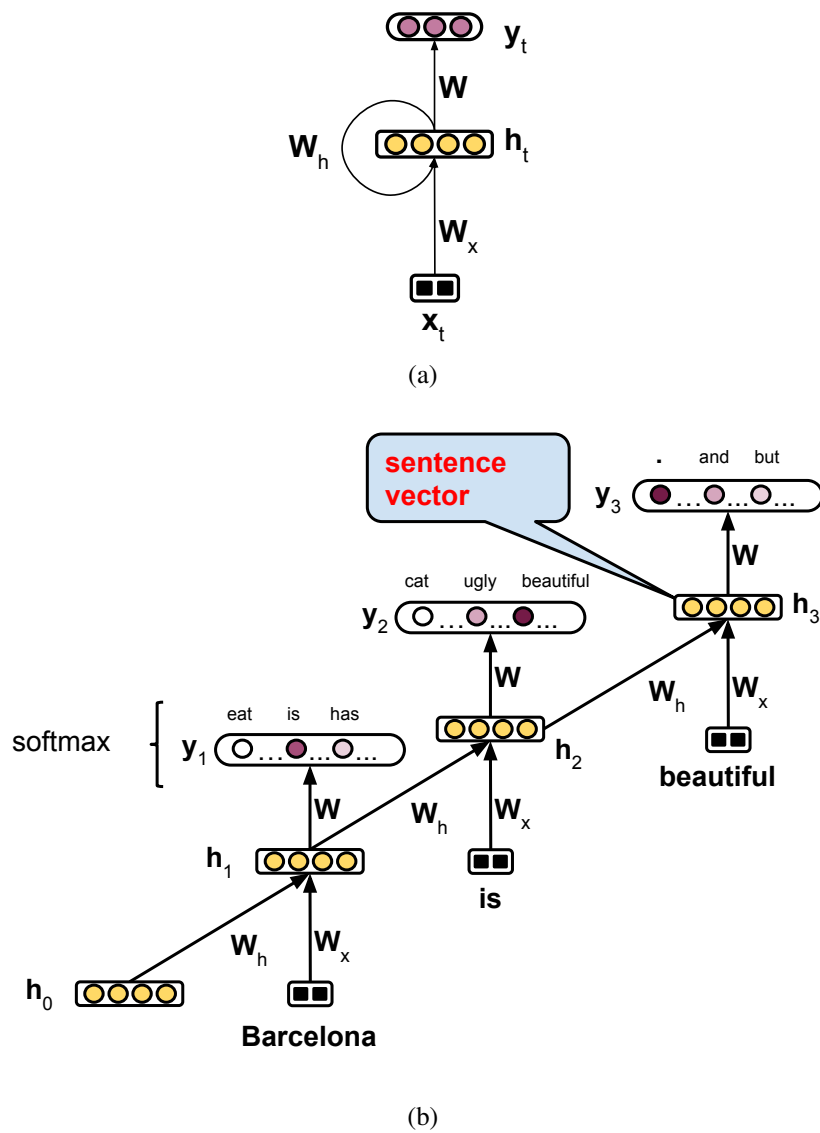 y_t
W
W_h
h_t
W_x
x_t
(a)
sentence
vector
. and but
y_3 ... ... ...
W
h_3
cat ugly beautiful
y_2 ... ... ...
W
W_h
W_x
h_2
beautiful
eat is has
softmax
y_1 ... ... ...
W
W_h
W_x
h_1
is
W_h
W_x
h_0
Barcelona
(b)